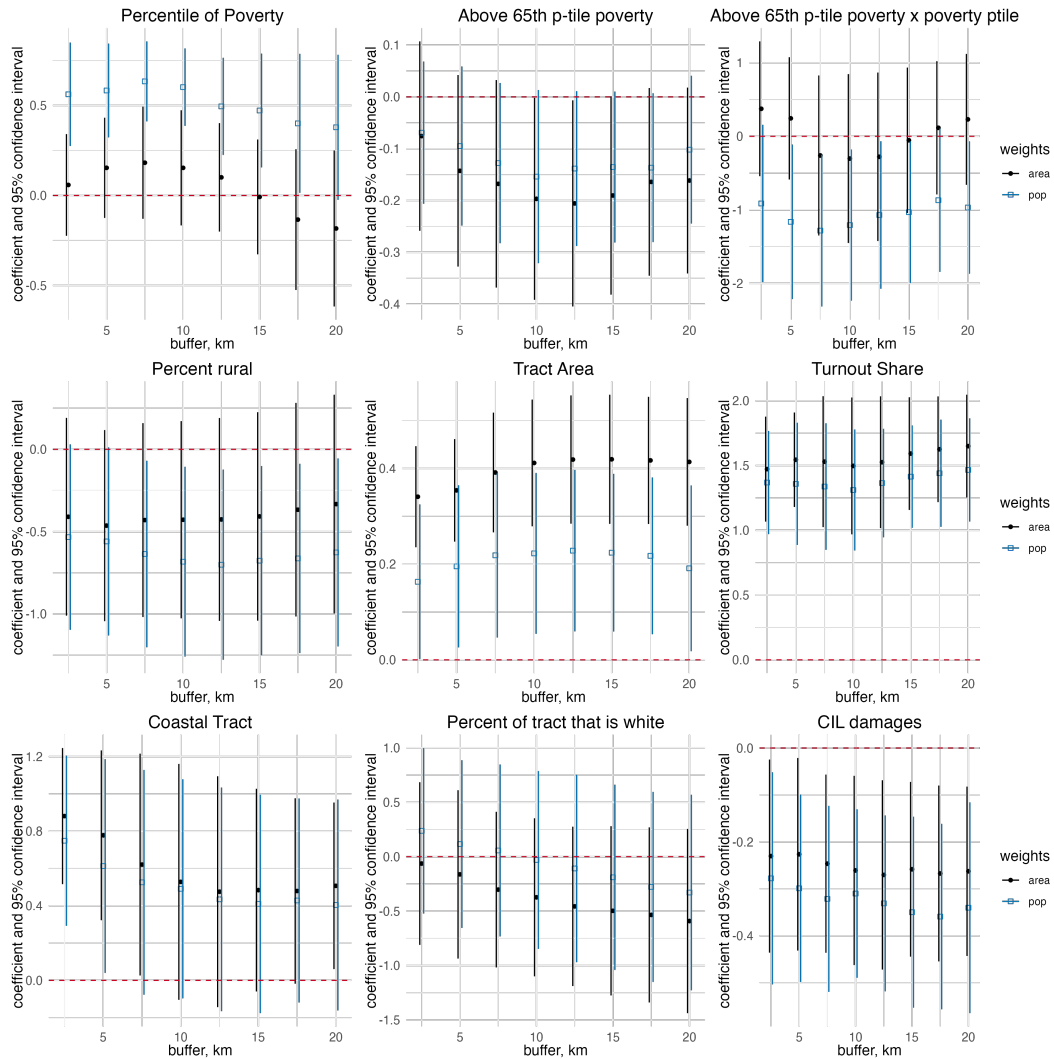 Percentile of Poverty
coefficient and 95% confidence interval
0.5
0.0
-0.5
5 10 15 20
buffer, km
Above 65th p-tile poverty
coefficient and 95% confidence interval
0.1
0.0
-0.1
-0.2
-0.3
-0.4
5 10 15 20
buffer, km
Above 65th p-tile poverty x poverty ptile
coefficient and 95% confidence interval
1
0
-1
-2
5 10 15 20
buffer, km
weights
area
pop
Percent rural
coefficient and 95% confidence interval
0.0
-0.5
-1.0
5 10 15 20
buffer, km
Tract Area
coefficient and 95% confidence interval
0.4
0.2
0.0
5 10 15 20
buffer, km
Turnout Share
coefficient and 95% confidence interval
2.0
1.5
1.0
0.5
0.0
5 10 15 20
buffer, km
weights
area
pop
Coastal Tract
coefficient and 95% confidence interval
1.2
0.8
0.4
0.0
5 10 15 20
buffer, km
Percent of tract that is white
coefficient and 95% confidence interval
1.0
0.5
0.0
-0.5
-1.0
-1.5
5 10 15 20
buffer, km
CIL damages
coefficient and 95% confidence interval
0.0
-0.2
-0.4
5 10 15 20
buffer, km
weights
area
pop